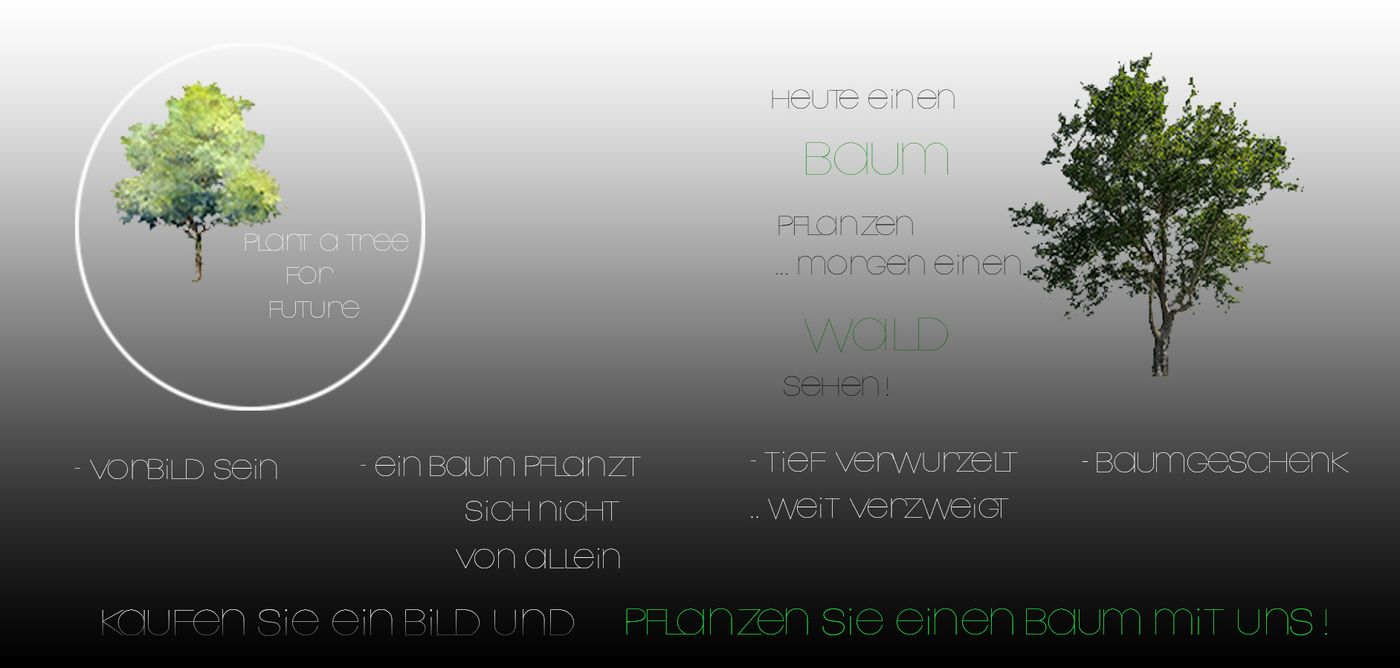 Plant a Tree
For
Future
Heute einen
Baum
pflanzen
... morgen einen
Wald
sehen !
- Vorbild sein
- ein Baum pflanzt
sich nicht
von allein
- Tief verwurzelt
.. weit verzweigt
- Baumgeschenk
Kaufen Sie ein Bild und pflanzen Sie einen Baum mit uns !